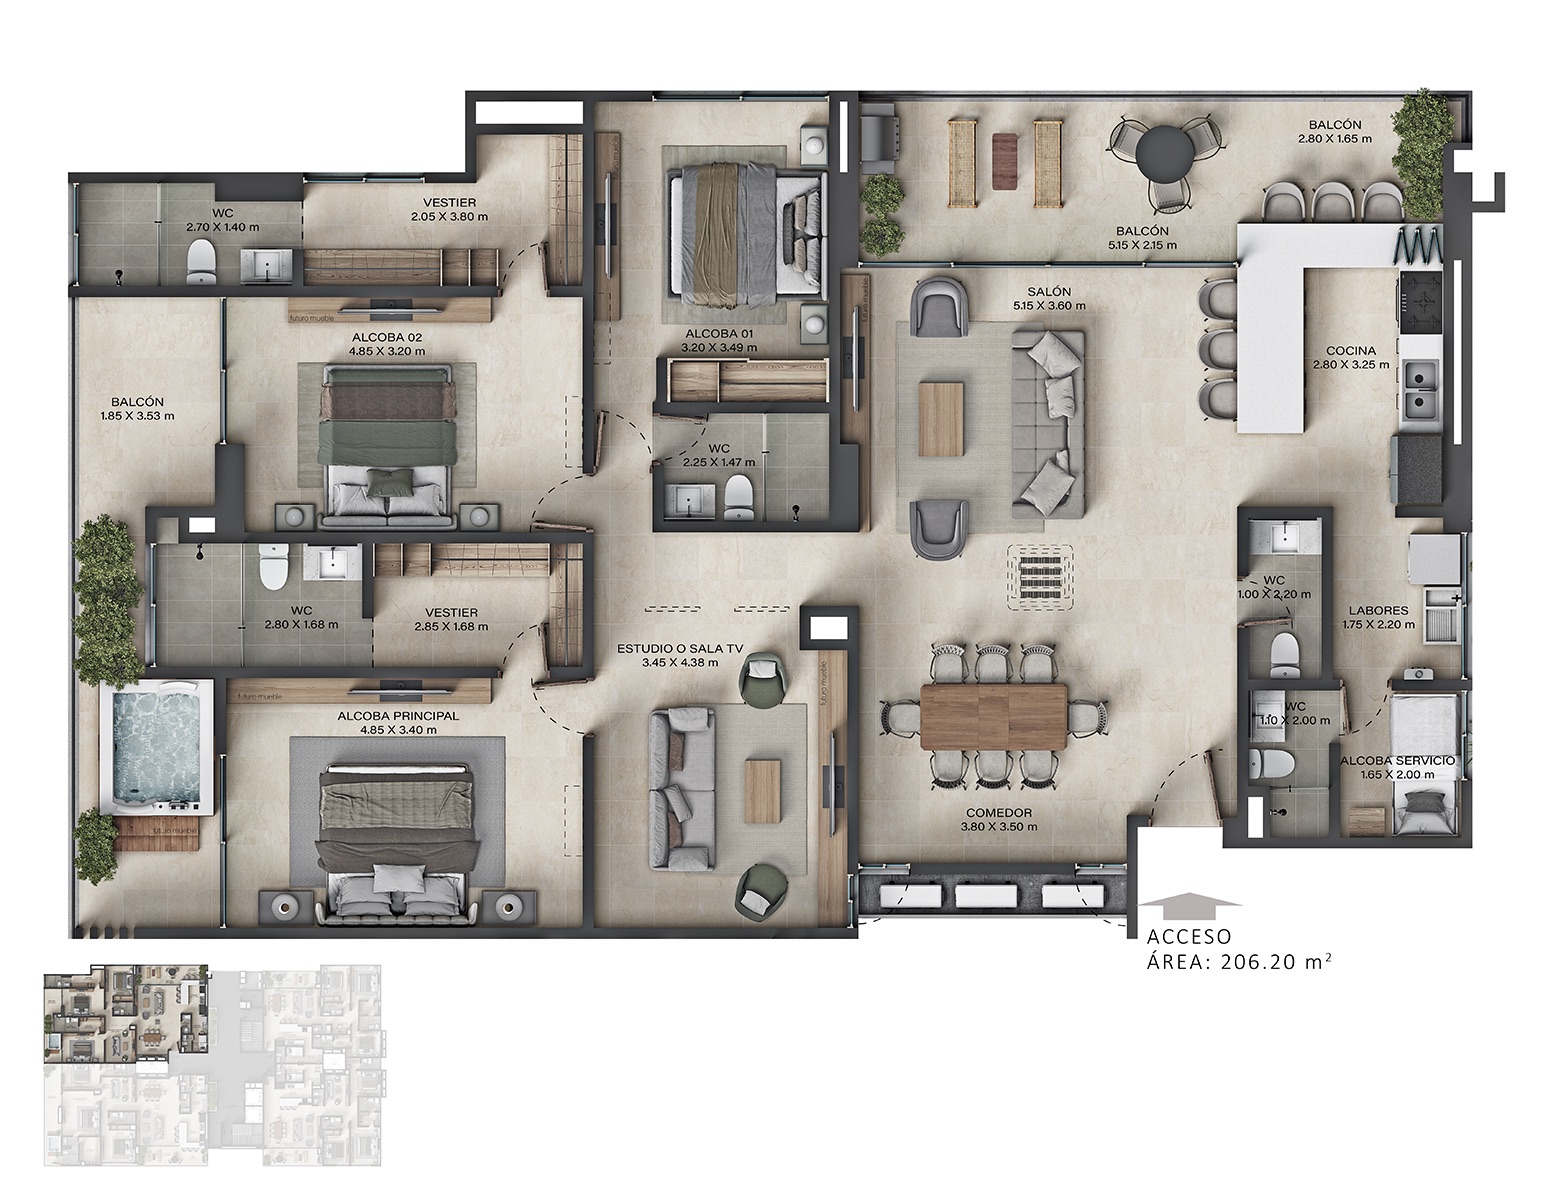 BALCÓN
2.80 X 1.65 m
WC
2.70 X 1.40 m
VESTIER
2.05 X 3.80 m
BALCÓN
5.15 X 2.15 m
SALÓN
5.15 X 3.60 m
futuro mueble
futuro mueble
ALCOBA 02
4.85 X 3.20 m
ALCOBA 01
3.20 X 3.49 m
COCINA
2.80 X 3.25 m
BALCÓN
1.85 X 3.53 m
WC
2.25 X 1.47 m
WC
1.00 X 2.20 m
WC
2.80 X 1.68 m
VESTIER
2.85 X 1.68 m
LABORES
1.75 X 2.20 m
ESTUDIO O SALA TV
3.45 X 4.38 m
futuro mueble
futuro mueble
ALCOBA PRINCIPAL
4.85 X 3.40 m
WC
1.10 X 2.00 m
ALCOBA SERVICIO
1.65 X 2.00 m
COMEDOR
3.80 X 3.50 m
futuro mueble
ACCESO
ÁREA: 206.20 m²